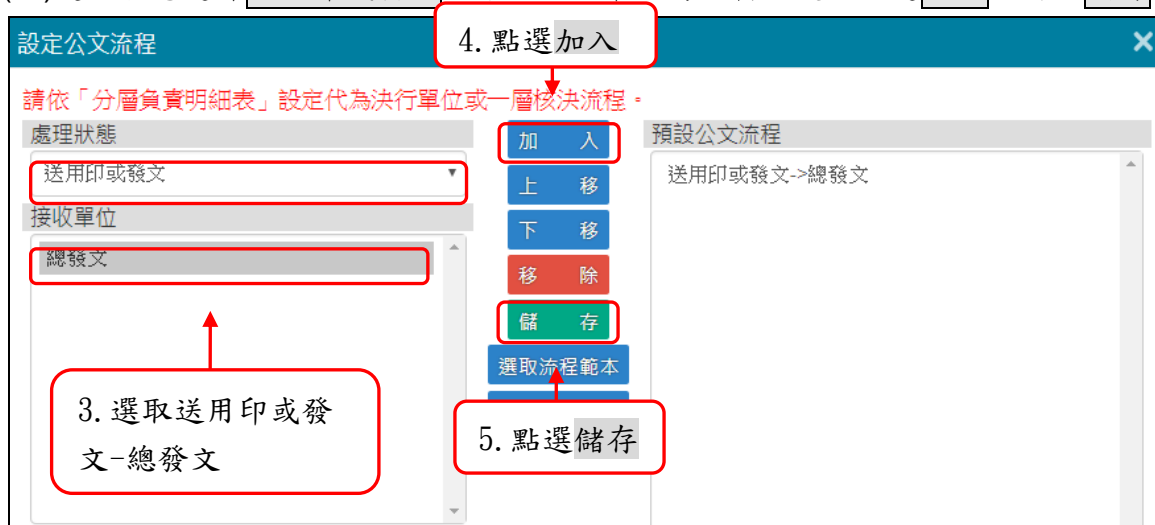 設定公文流程
4.點選加入
請依「分層負責明細表」設定代為決行單位或一層核決流程。
處理狀態
送用印或發文
接收單位
總發文
3.選取送用印或發
文-總發文
加 入
上 移
下 移
移 除
儲 存
選取流程範本
5.點選儲存
預設公文流程
送用印或發文->總發文